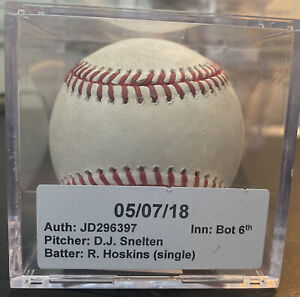 05/07/18
Auth: JD296397 Inn: Bot 6th
Pitcher: D.J. Snelten
Batter: R. Hoskins (single)